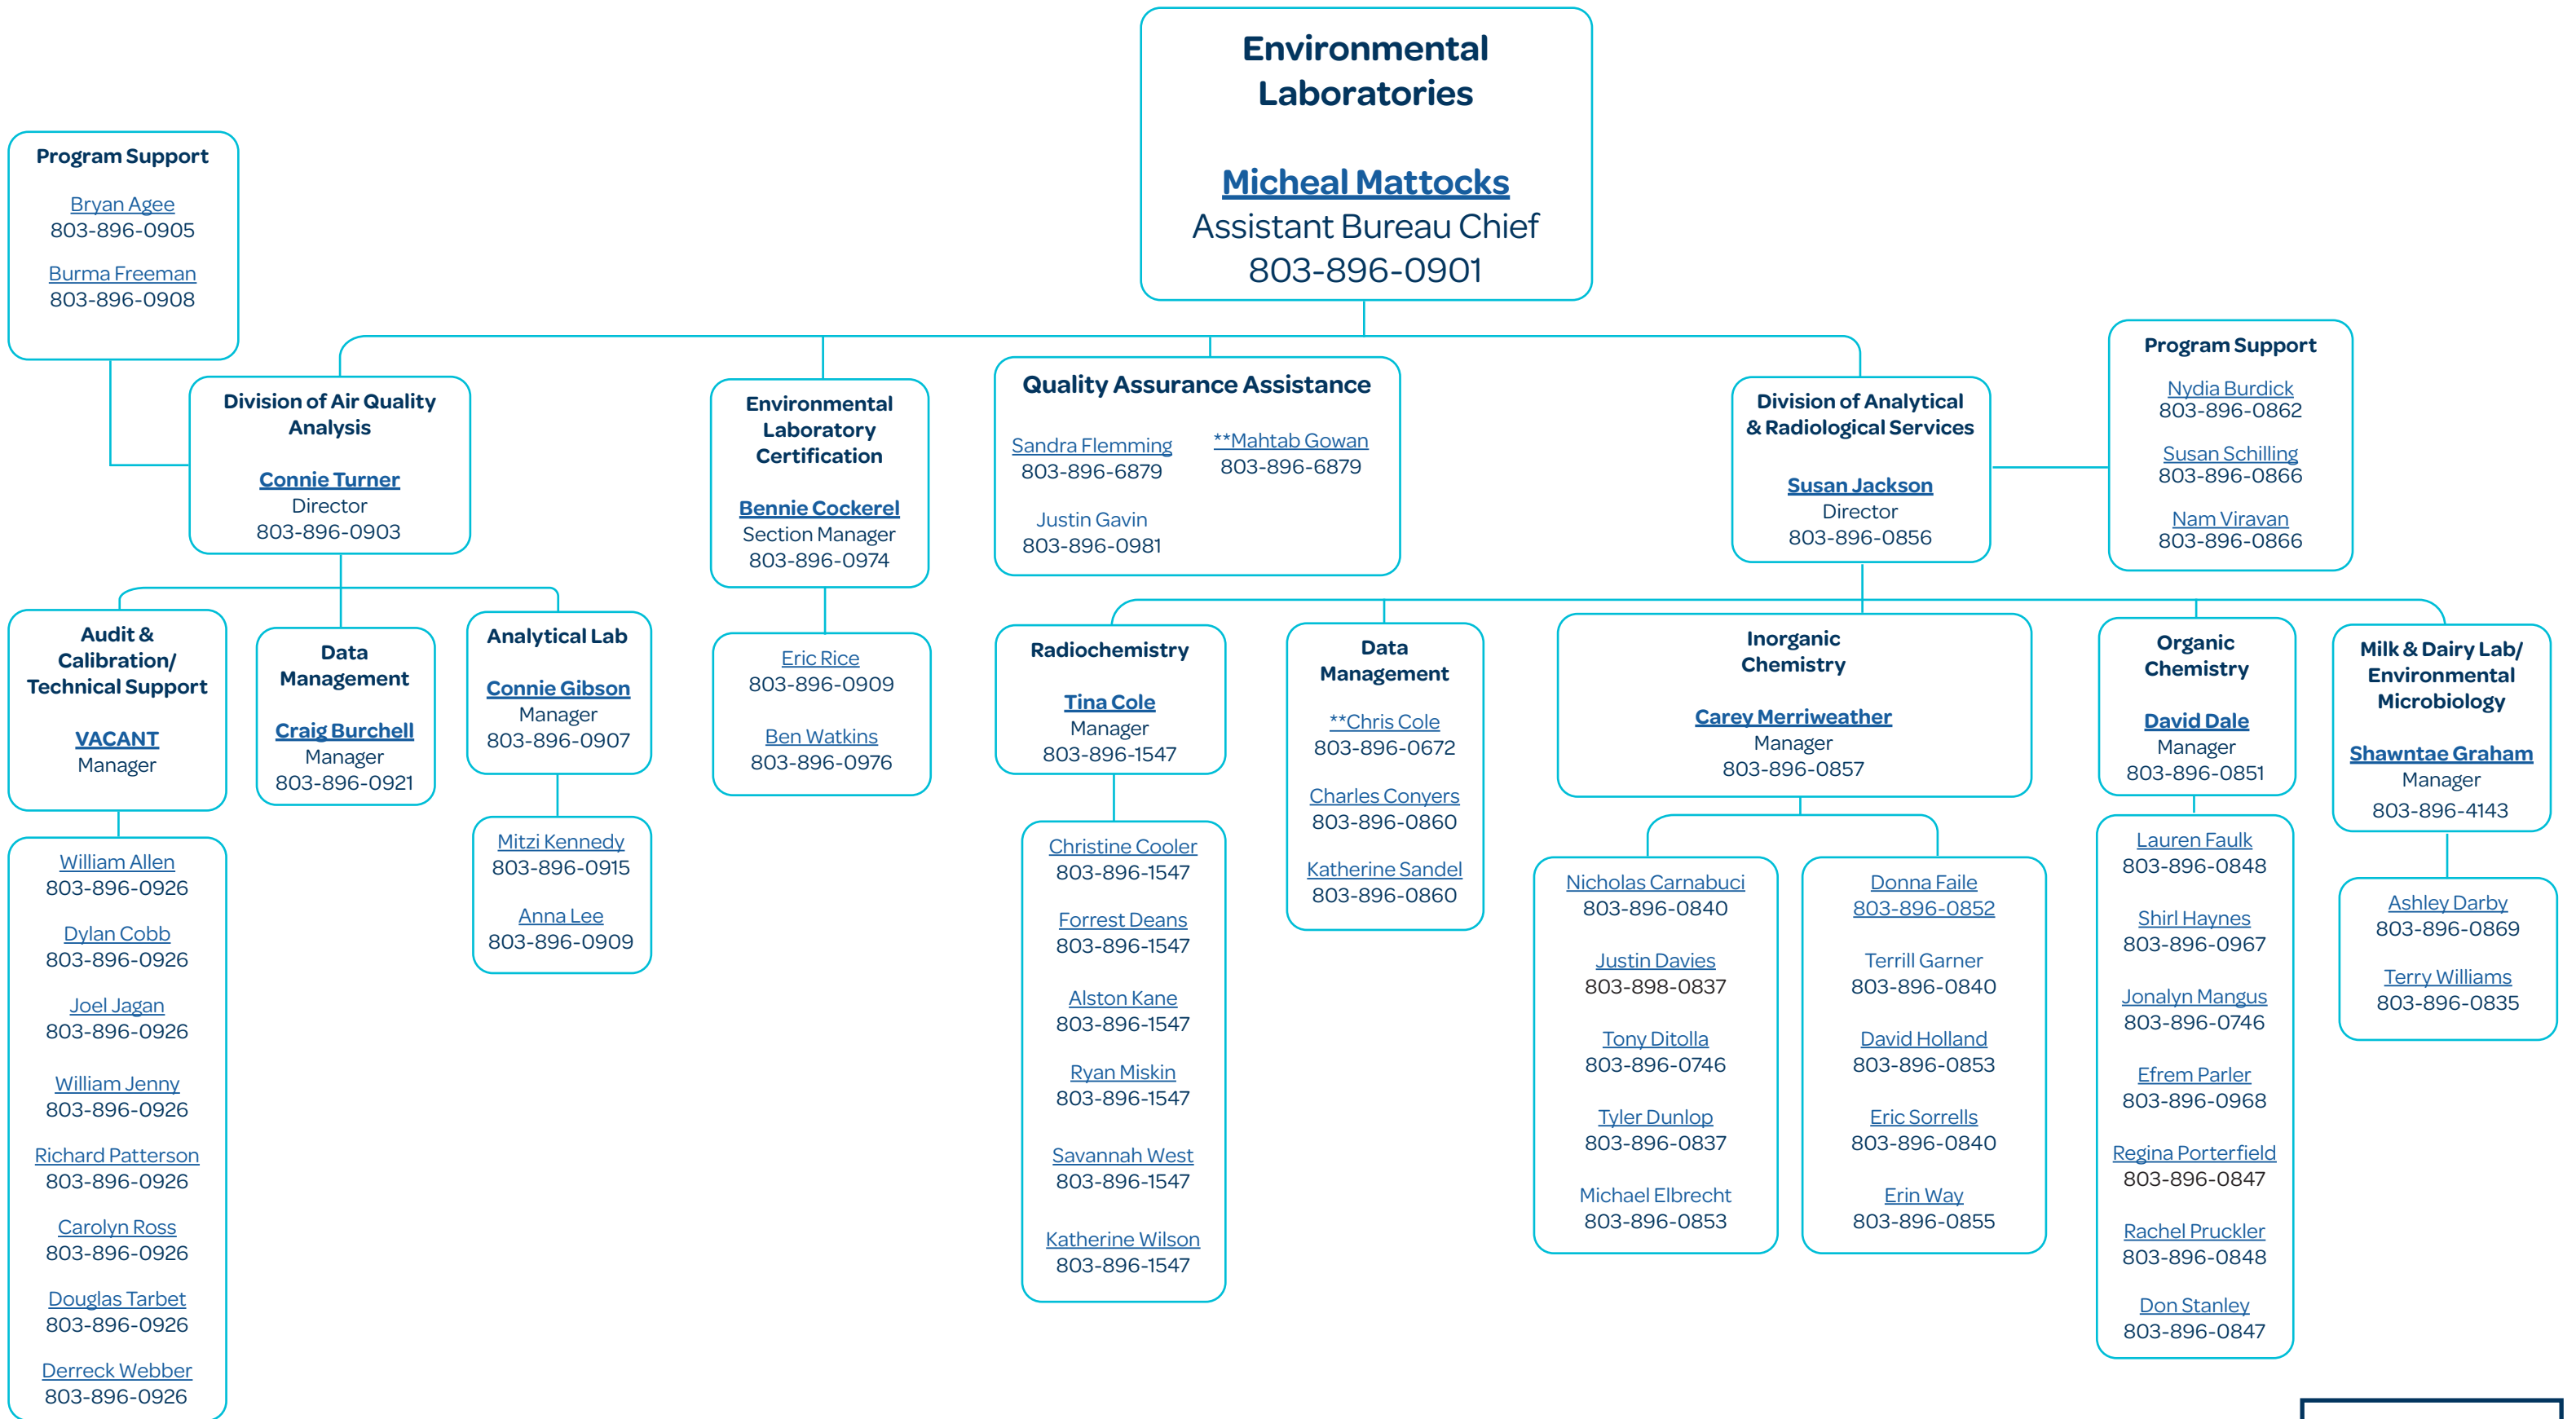 Environmental
Laboratories
Micheal Mattocks
Assistant Bureau Chief
803-896-0901
Program Support
Bryan Agee
803-896-0905
Burma Freeman
803-896-0908
Division of Air Quality
Analysis
Connie Turner
Director
803-896-0903
Environmental
Laboratory
Certification
Bennie Cockerel
Section Manager
803-896-0974
Quality Assurance Assistance
Sandra Flemming
803-896-6879
**Mahtab Gowan
803-896-6879
Justin Gavin
803-896-0981
Division of Analytical
& Radiological Services
Susan Jackson
Director
803-896-0856
Program Support
Nydia Burdick
803-896-0862
Susan Schilling
803-896-0866
Nam Viravan
803-896-0866
Audit &
Calibration/
Technical Support
VACANT
Manager
Data
Management
Craig Burchell
Manager
803-896-0921
Analytical Lab
Connie Gibson
Manager
803-896-0907
Eric Rice
803-896-0909
Ben Watkins
803-896-0976
Radiochemistry
Tina Cole
Manager
803-896-1547
Data
Management
**Chris Cole
803-896-0672
Charles Conyers
803-896-0860
Katherine Sandel
803-896-0860
Inorganic
Chemistry
Carey Merriweather
Manager
803-896-0857
Organic
Chemistry
David Dale
Manager
803-896-0851
Milk & Dairy Lab/
Environmental
Microbiology
Shawntae Graham
Manager
803-896-4143
William Allen
803-896-0926
Dylan Cobb
803-896-0926
Joel Jagan
803-896-0926
William Jenny
803-896-0926
Richard Patterson
803-896-0926
Carolyn Ross
803-896-0926
Douglas Tarbet
803-896-0926
Derreck Webber
803-896-0926
Mitzi Kennedy
803-896-0915
Anna Lee
803-896-0909
Christine Cooler
803-896-1547
Forrest Deans
803-896-1547
Alston Kane
803-896-1547
Ryan Miskin
803-896-1547
Savannah West
803-896-1547
Katherine Wilson
803-896-1547
Nicholas Carnabuci
803-896-0840
Justin Davies
803-898-0837
Tony Ditolla
803-896-0746
Tyler Dunlop
803-896-0837
Michael Elbrecht
803-896-0853
Donna Faile
803-896-0852
Terrill Garner
803-896-0840
David Holland
803-896-0853
Eric Sorrells
803-896-0840
Erin Way
803-896-0855
Lauren Faulk
803-896-0848
Shirl Haynes
803-896-0967
Jonalyn Mangus
803-896-0746
Efrem Parler
803-896-0968
Regina Porterfield
803-896-0847
Rachel Pruckler
803-896-0848
Don Stanley
803-896-0847
Ashley Darby
803-896-0869
Terry Williams
803-896-0835